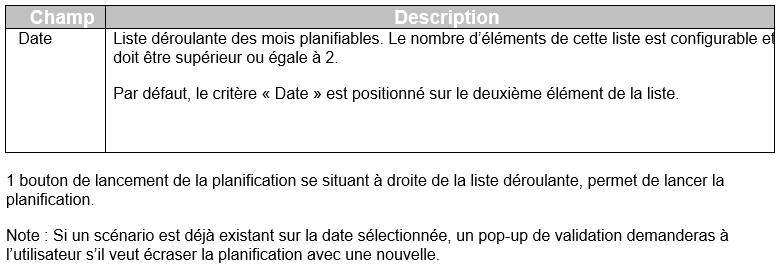 Champ Description
Date Liste déroulante des mois planifiables. Le nombre d’éléments de cette liste est configurable et
doit être supérieur ou égale à 2.
Par défaut, le critère « Date » est positionné sur le deuxième élément de la liste.
1 bouton de lancement de la planification se situant à droite de la liste déroulante, permet de lancer la
planification.
Note : Si un scénario est déjà existant sur la date sélectionnée, un pop-up de validation demanderas à
l’utilisateur s’il veut écraser la planification avec une nouvelle.